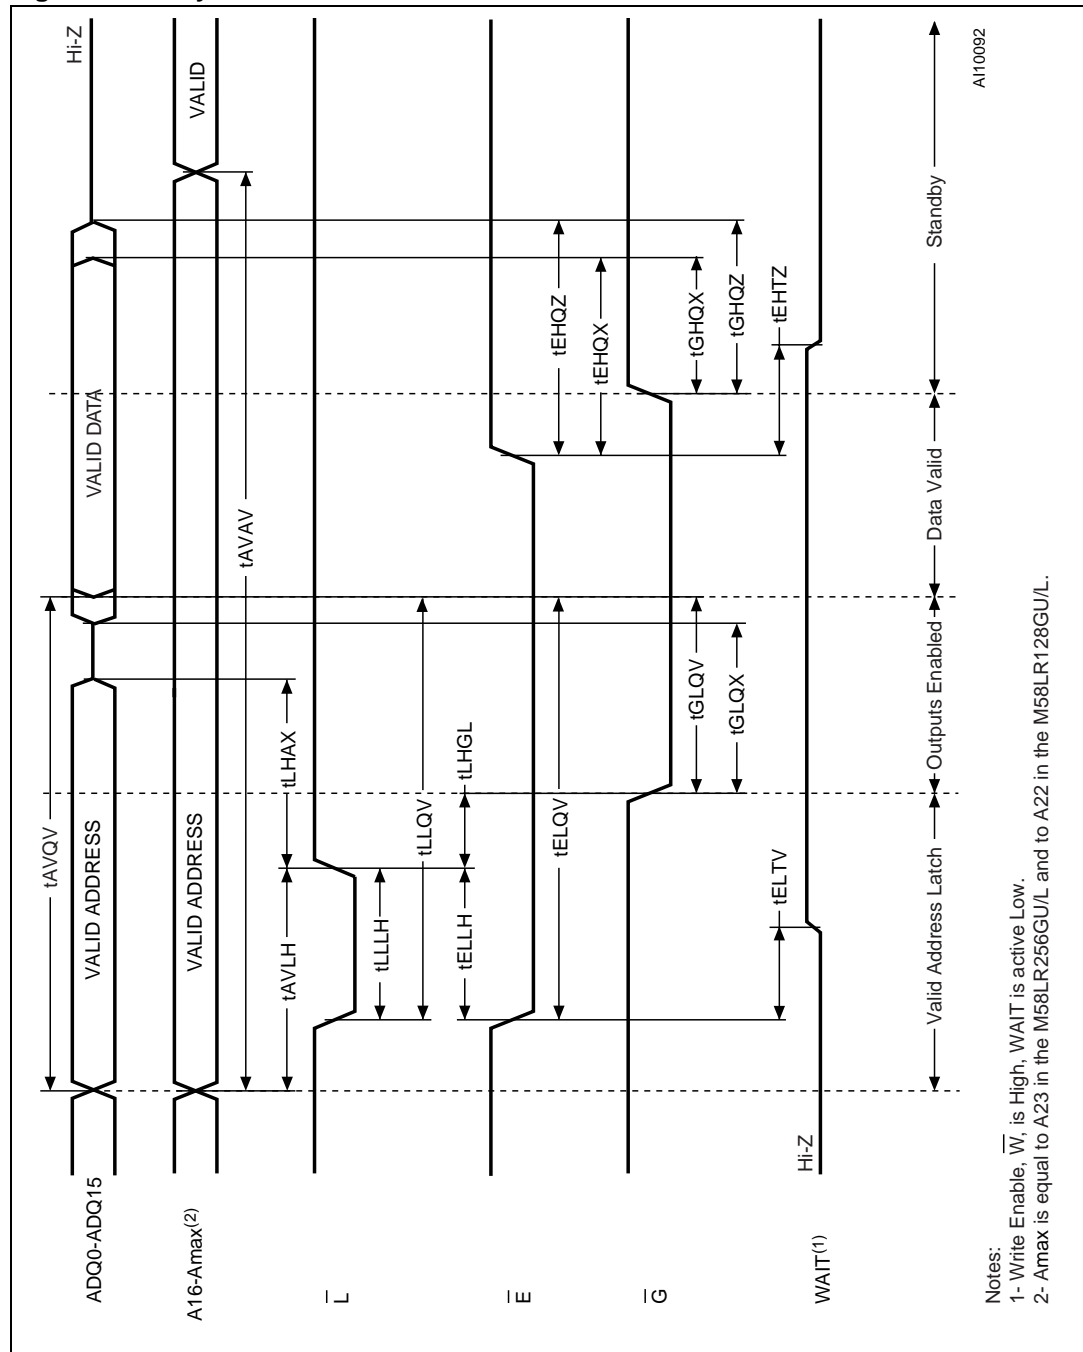 ADQ0-ADQ15
VALID ADDRESS
VALID DATA
Hi-Z
tAVQV
A16-Amax(2)
VALID ADDRESS
VALID
tAVAV
L
tAVLH
tLHAX
tLLLH
tLLQV
tELLH
tLHGL
E
tELQV
tEHQZ
tEHQX
G
tGLQV
tGLQX
tGHQX
tGHQZ
WAIT(1)
Hi-Z
tELTV
tEHTZ
Valid Address Latch
Outputs Enabled
Data Valid
Standby
AI10092
Notes:
1- Write Enable, W, is High, WAIT is active Low.
2- Amax is equal to A23 in the M58LR256GU/L and to A22 in the M58LR128GU/L.